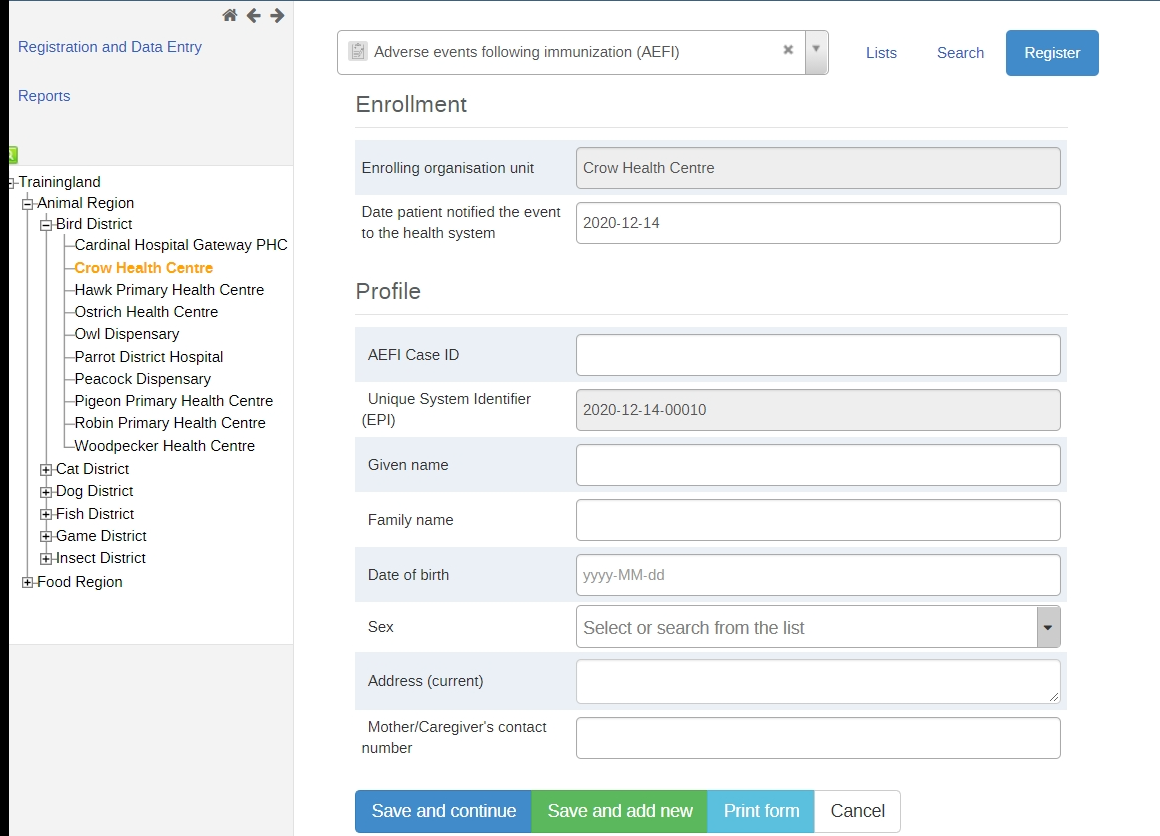 Registration and Data Entry
Reports
Trainingland
Animal Region
Bird District
Cardinal Hospital Gateway PHC
Crow Health Centre
Hawk Primary Health Centre
Ostrich Health Centre
Owl Dispensary
Parrot District Hospital
Peacock Dispensary
Pigeon Primary Health Centre
Robin Primary Health Centre
Woodpecker Health Centre
Cat District
Dog District
Fish District
Game District
Insect District
Food Region
Adverse events following immunization (AEFI)
Lists
Search
Register
Enrollment
Enrolling organisation unit
Crow Health Centre
Date patient notified the event
to the health system
2020-12-14
Profile
AEFI Case ID
Unique System Identifier
(EPI)
2020-12-14-00010
Given name
Family name
Date of birth
yyyy-MM-dd
Sex
Select or search from the list
Address (current)
Mother/Caregiver's contact
number
Save and continue
Save and add new
Print form
Cancel